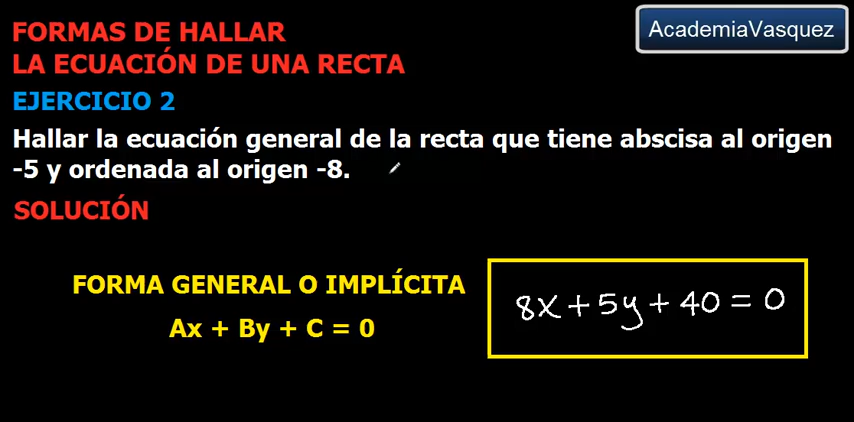 FORMAS DE HALLAR
LA ECUACIÓN DE UNA RECTA
AcademiaVasquez
EJERCICIO 2
Hallar la ecuación general de la recta que tiene abscisa al origen
-5 y ordenada al origen -8.
SOLUCIÓN
FORMA GENERAL O IMPLÍCITA
Ax + By + C = 0
8x + 5y + 40 = 0